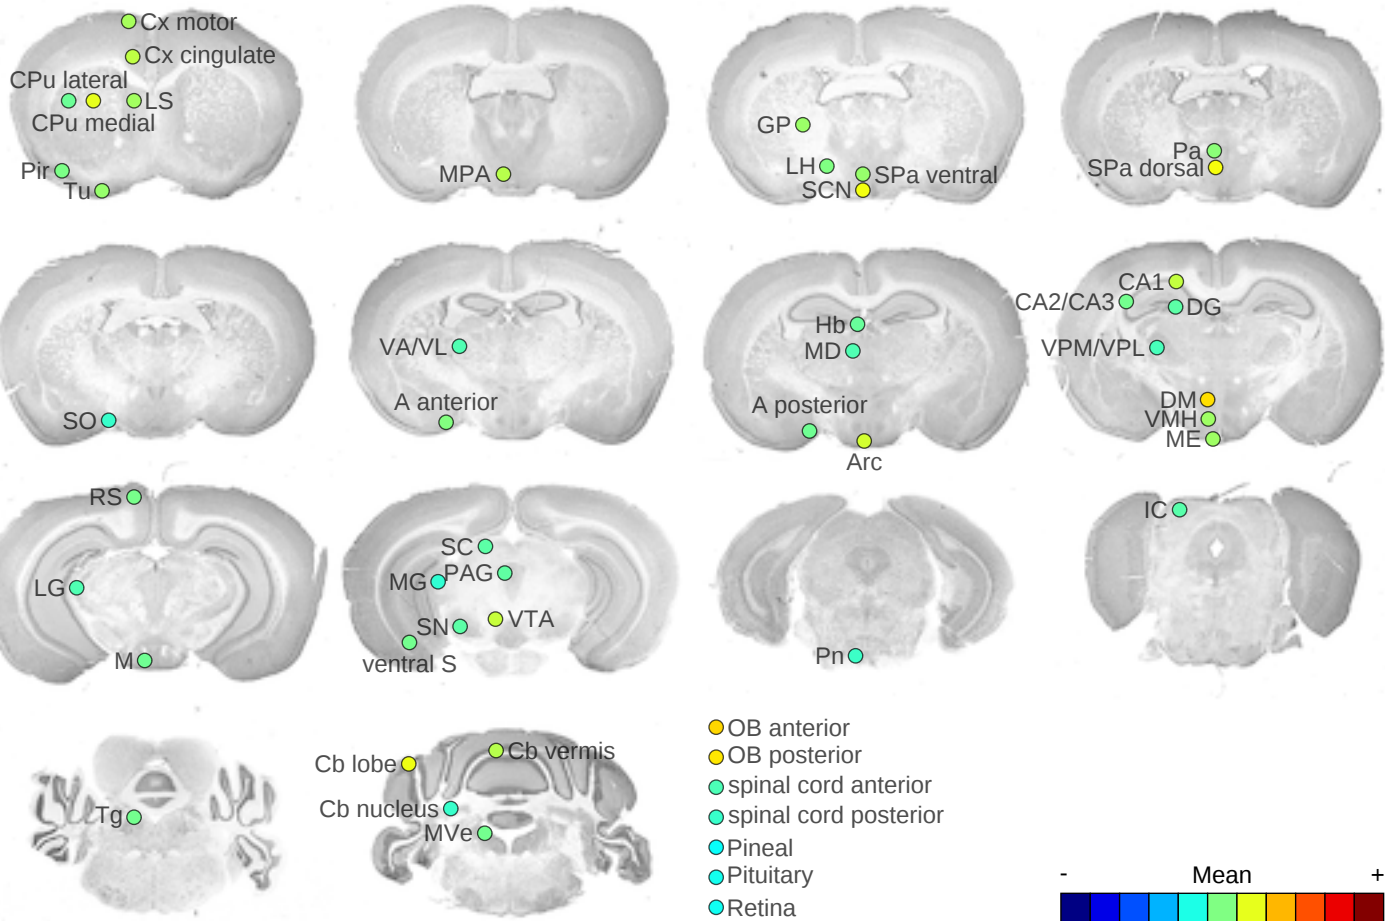 Cx motor
Cx cingulate
CPu lateral
LS
CPu medial
Pir
Tu
MPA
GP
LH
SPa ventral
SCN
Pa
SPa dorsal
SO
VA/VL
A anterior
Hb
MD
A posterior
Arc
CA1
CA2/CA3
DG
VPM/VPL
DM
VMH
ME
RS
LG
M
SC
MG
PAG
SN
VTA
ventral S
Pn
IC
Tg
Cb lobe
Cb vermis
Cb nucleus
MVe
OB anterior
OB posterior
spinal cord anterior
spinal cord posterior
Pineal
Pituitary
Retina
- Mean +